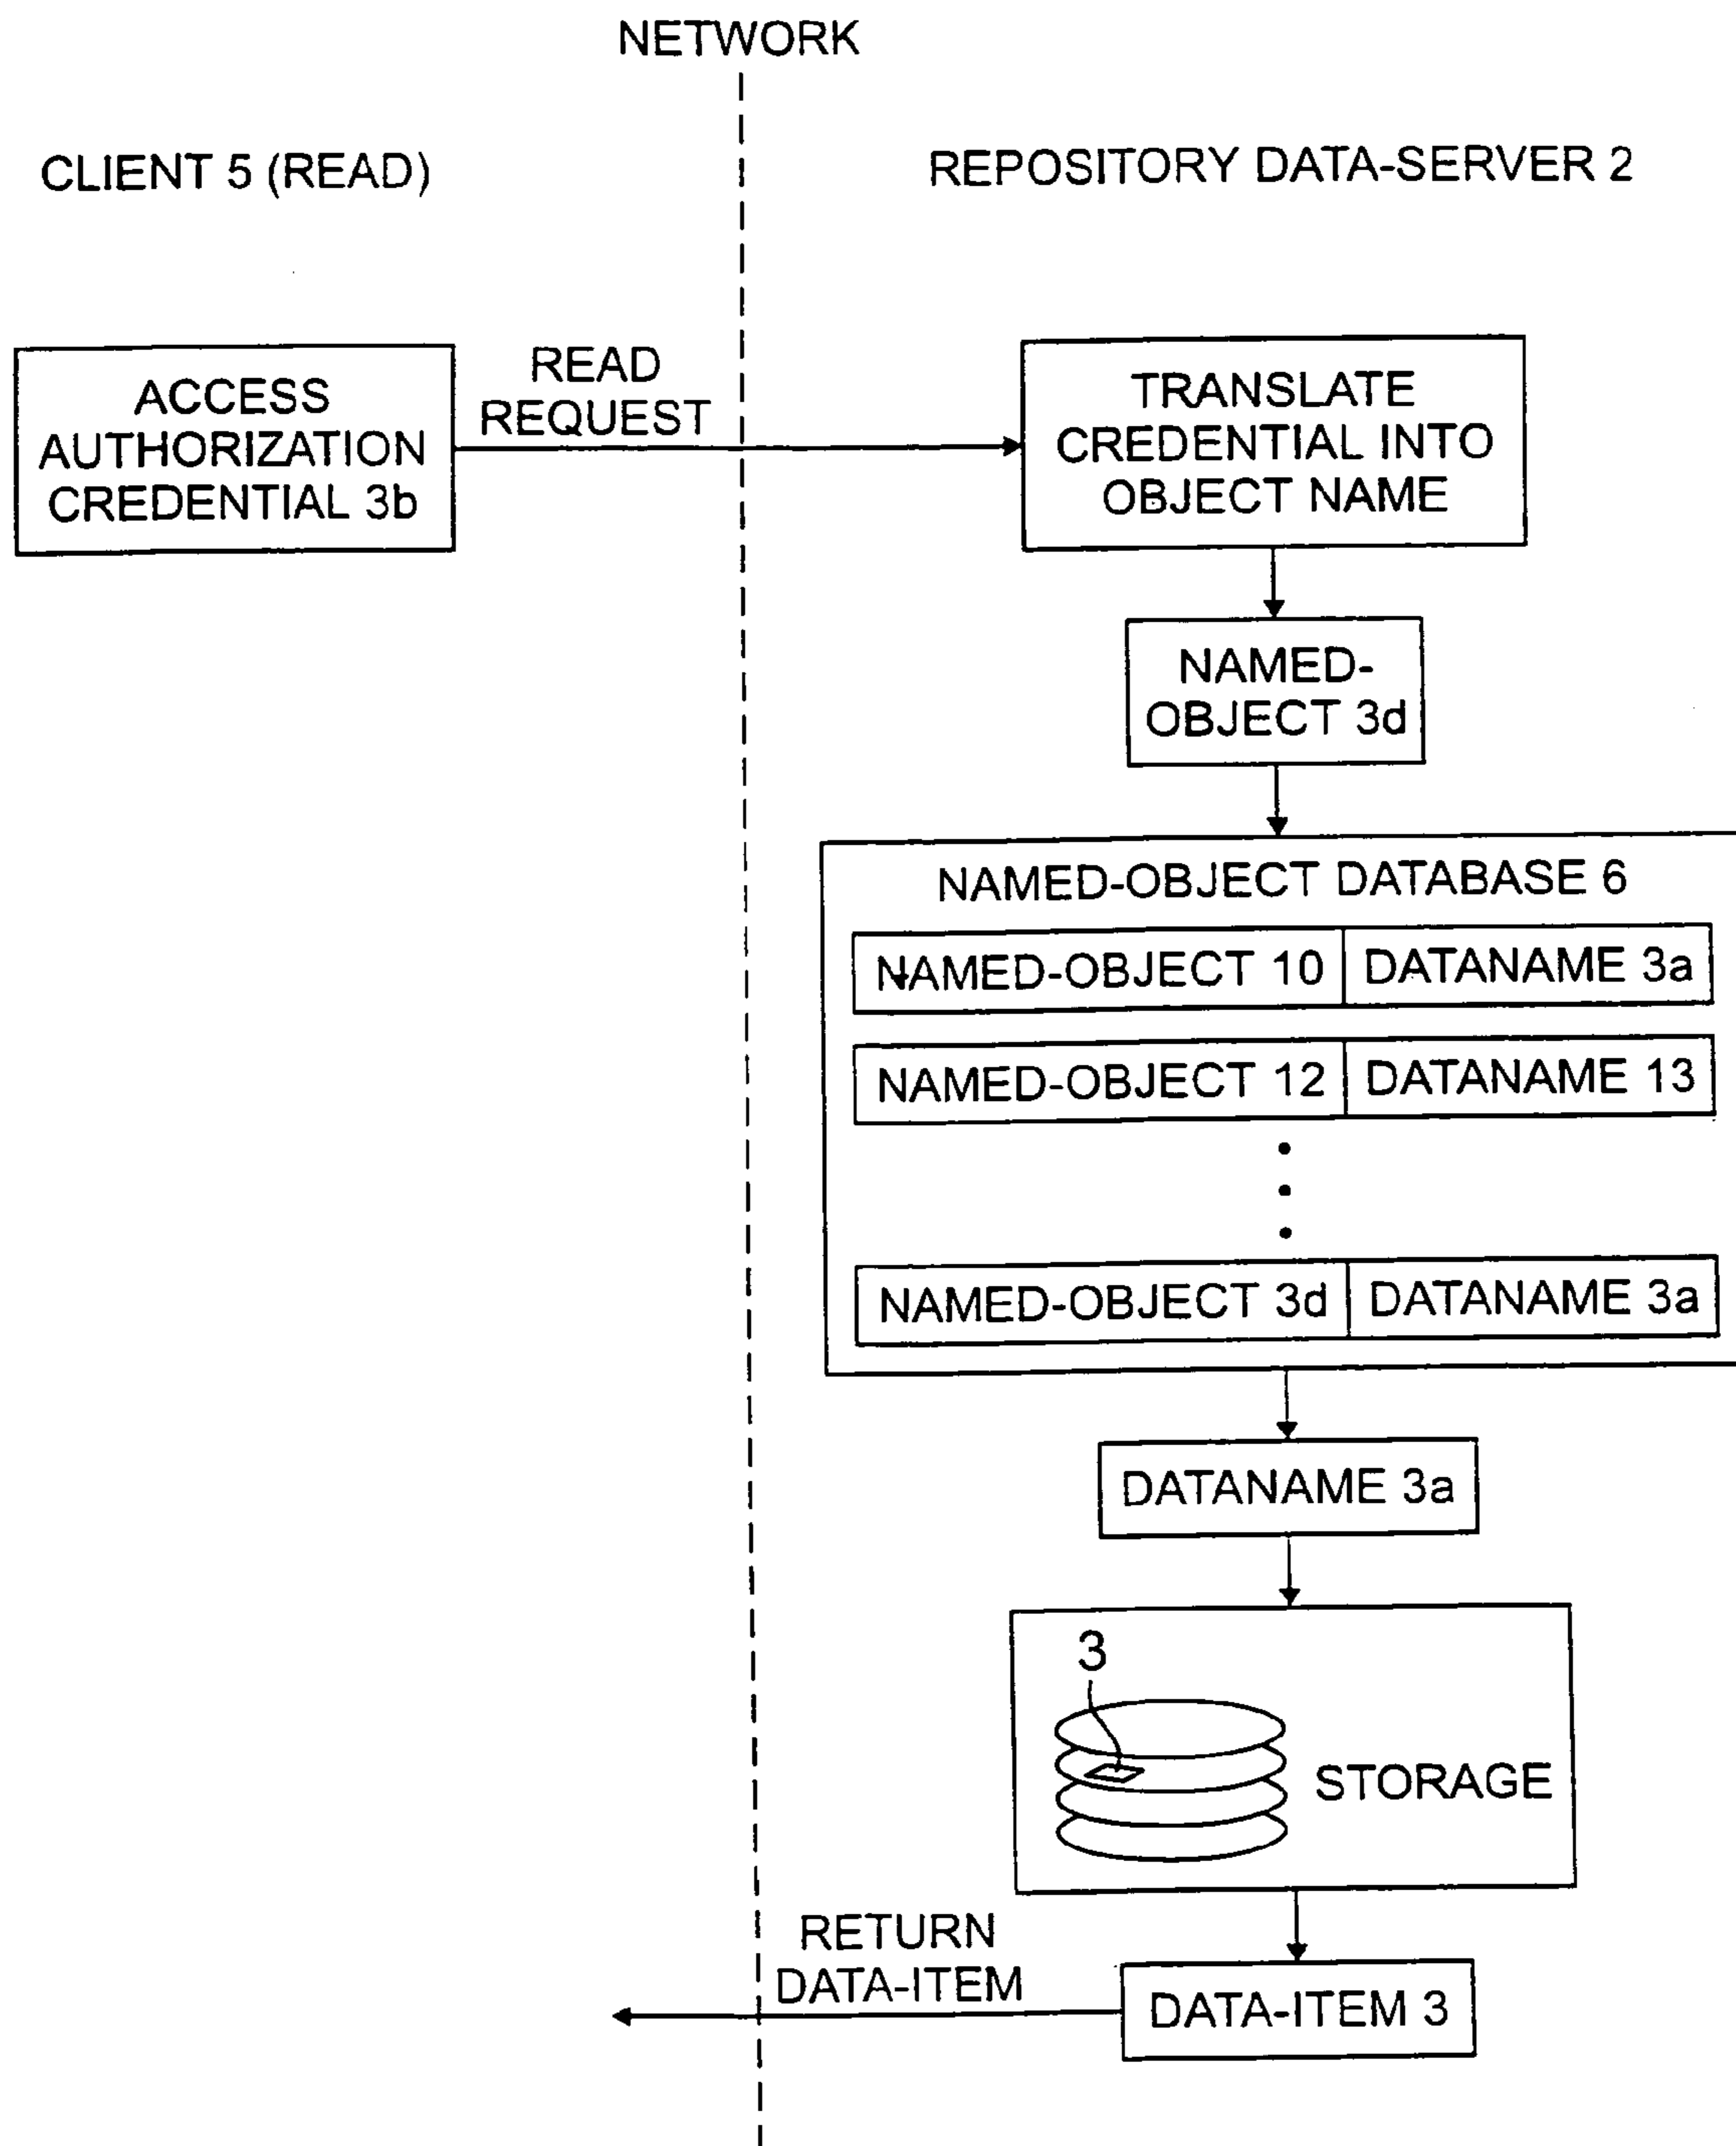 NETWORK
CLIENT 5 (READ)
REPOSITORY DATA-SERVER 2
ACCESS
AUTHORIZATION
CREDENTIAL 3b
READ
REQUEST
TRANSLATE
CREDENTIAL INTO
OBJECT NAME
NAMED-
OBJECT 3d
NAMED-OBJECT DATABASE 6
NAMED-OBJECT 10 DATANAME 3a
NAMED-OBJECT 12 DATANAME 13
NAMED-OBJECT 3d DATANAME 3a
DATANAME 3a
3
STORAGE
RETURN
DATA-ITEM
DATA-ITEM 3